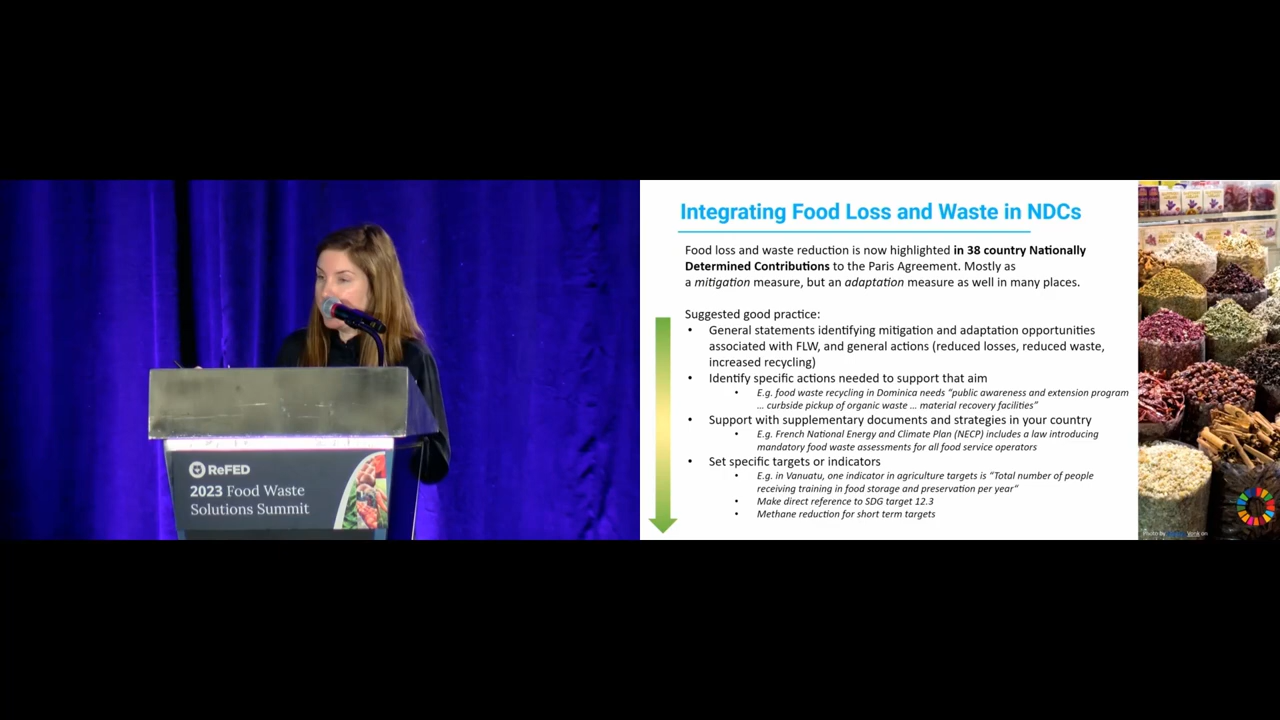 ReFED
2023 Food Waste
Solutions Summit
Integrating Food Loss and Waste in NDCs
Food loss and waste reduction is now highlighted in 38 country Nationally
Determined Contributions to the Paris Agreement. Mostly as
a mitigation measure, but an adaptation measure as well in many places.
Suggested good practice:
• General statements identifying mitigation and adaptation opportunities
associated with FLW, and general actions (reduced losses, reduced waste,
increased recycling)
• Identify specific actions needed to support that aim
• E.g. food waste recycling in Dominica needs “public awareness and extension program
... curbside pickup of organic waste ... material recovery facilities”
• Support with supplementary documents and strategies in your country
• E.g. French National Energy and Climate Plan (NECP) includes a law introducing
mandatory food waste assessments for all food service operators
• Set specific targets or indicators
• E.g. in Vanuatu, one indicator in agriculture targets is “Total number of people
receiving training in food storage and preservation per year“
• Make direct reference to SDG target 12.3
• Methane reduction for short term targets
Photo by
on